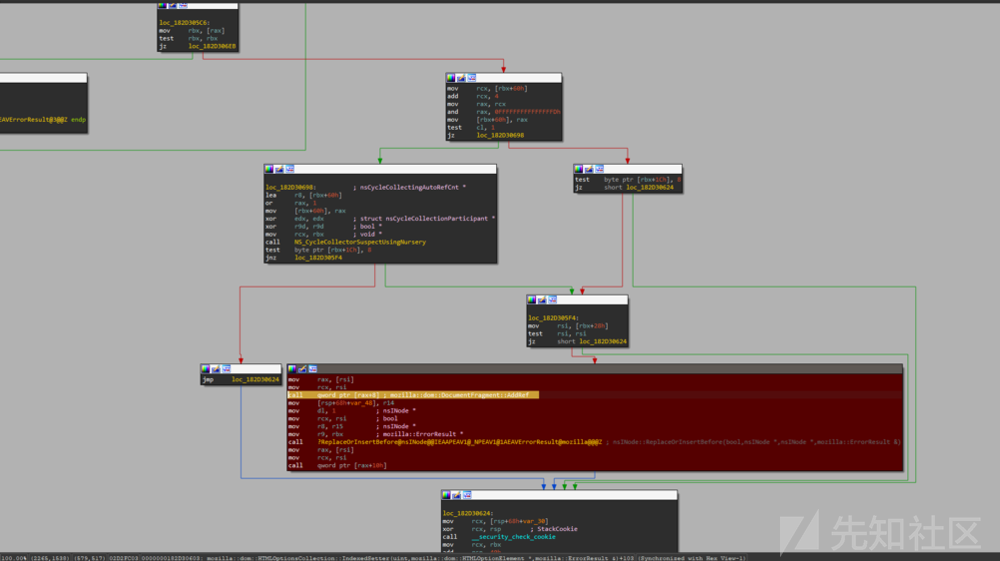 loc_182D305C6:
mov rbx, [rax]
test rbx, rbx
jz loc_182D306EB
mov rcx, [rbx+60h]
add rcx, 4
mov rax, rcx
and rax, 0FFFFFFFFFFFFFFFDh
mov [rbx+60h], rax
test cl, 1
jz loc_182D30698
AVErrorResult@3@@Z endp
loc_182D30698: ; nsCycleCollectingAutoRefCnt *
lea r8, [rbx+60h]
or rax, 1
mov [rbx+60h], rax
xor edx, edx ; struct nsCycleCollectionParticipant *
xor r9d, r9d ; bool *
mov rcx, rbx ; void *
call NS_CycleCollectorSuspectUsingNursery
test byte ptr [rbx+1Ch], 8
jnz loc_182D305F4
test byte ptr [rbx+1Ch], 8
jz short loc_182D30624
loc_182D305F4:
mov rsi, [rbx+28h]
test rsi, rsi
jz short loc_182D30624
jmp loc_182D30624
mov rax, [rsi]
mov rcx, rsi
call qword ptr [rax+8] ; mozilla::dom::DocumentFragment::AddRef
mov [rsp+68h+var_48], r14
mov dl, 1 ; nsINode *
mov rcx, rsi ; bool
mov r8, r15 ; nsINode *
mov r9, rbx ; mozilla::ErrorResult *
call ?ReplaceOrInsertBefore@nsINode@@IEAAPEAV1@_NPEAV1@1AEAVErrorResult@mozilla@@@Z ; nsINode::ReplaceOrInsertBefore(bool,nsINode *,nsINode *,mozilla::ErrorResult &)
mov rax, [rsi]
mov rcx, rsi
call qword ptr [rax+10h]
loc_182D30624:
mov rcx, [rsp+68h+var_30]
xor rcx, rsp ; StackCookie
call __security_check_cookie
mov rcx, rbx
先知社区
100.00% (2265,1538) (579,517) 02D2FC03 0000000182D30603: mozilla::dom::HTMLOptionsCollection::IndexedSetter(uint,mozilla::dom::HTMLOptionElement *,mozilla::ErrorResult &)+103 (Synchronized with Hex View-1)